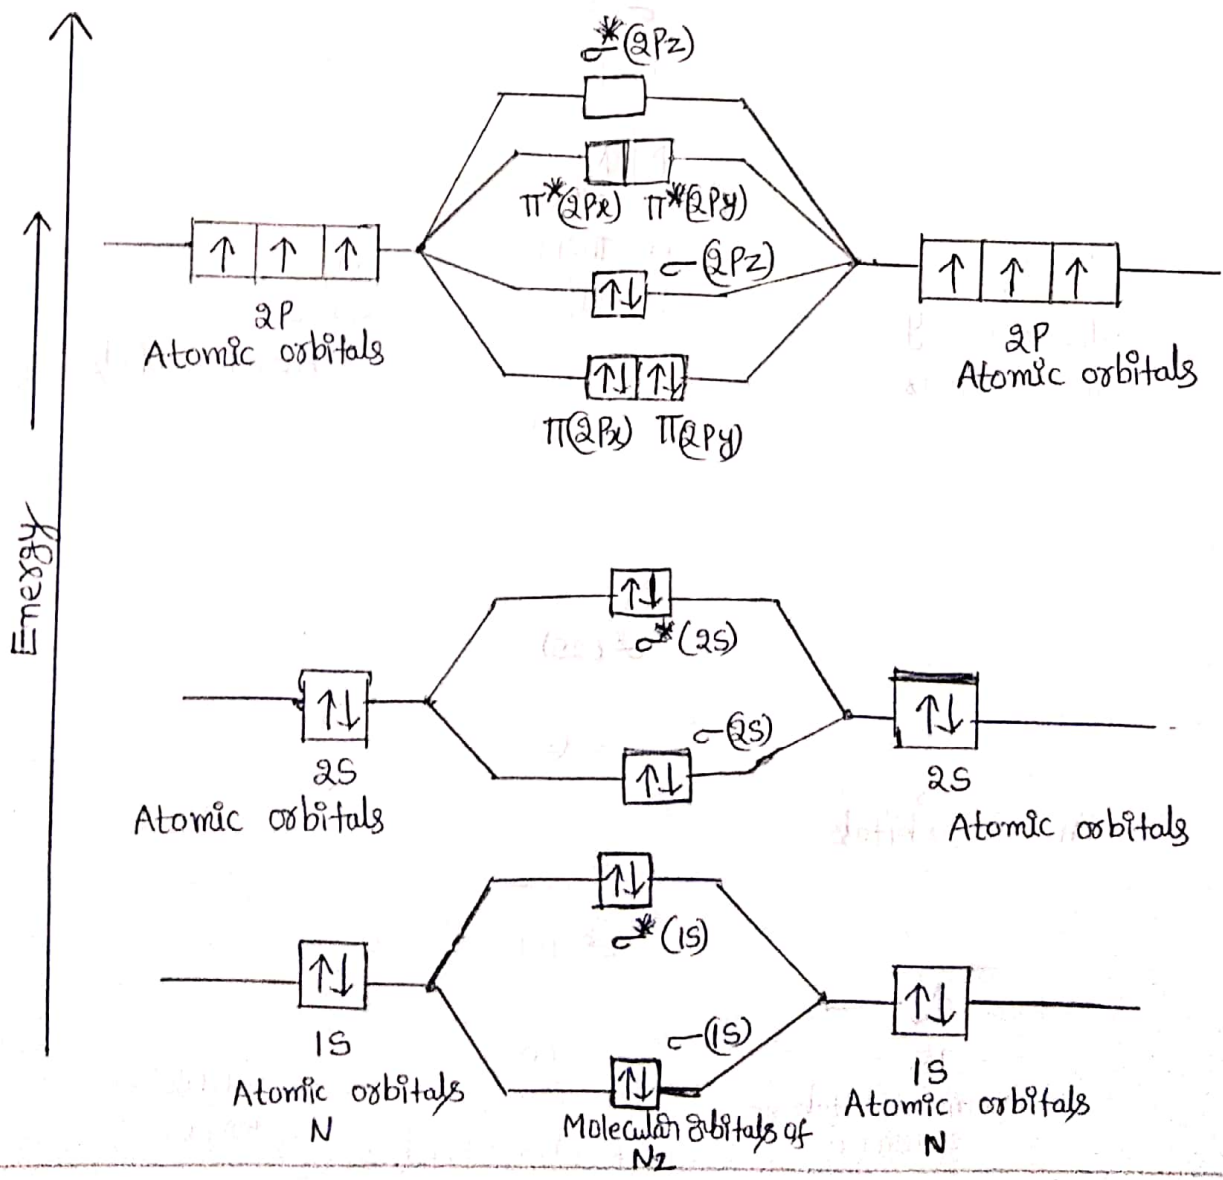 σ*(2Pz)
π*(2Px) π*(2Py)
σ(2Pz)
↑ ↑ ↑
↑ ↑ ↑
↑↓
2P
Atomic orbitals
2P
Atomic orbitals
↑↓ ↑↓
π(2Px) π(2Py)
Energy
↑↓
σ*(2S)
↑↓
↑↓
σ(2S)
↑↓
2S
Atomic orbitals
2S
Atomic orbitals
↑↓
σ*(1S)
↑↓
↑↓
σ(1S)
1S
Atomic orbitals
N
↑↓
1S
Atomic orbitals
N
Molecular orbitals of
N2